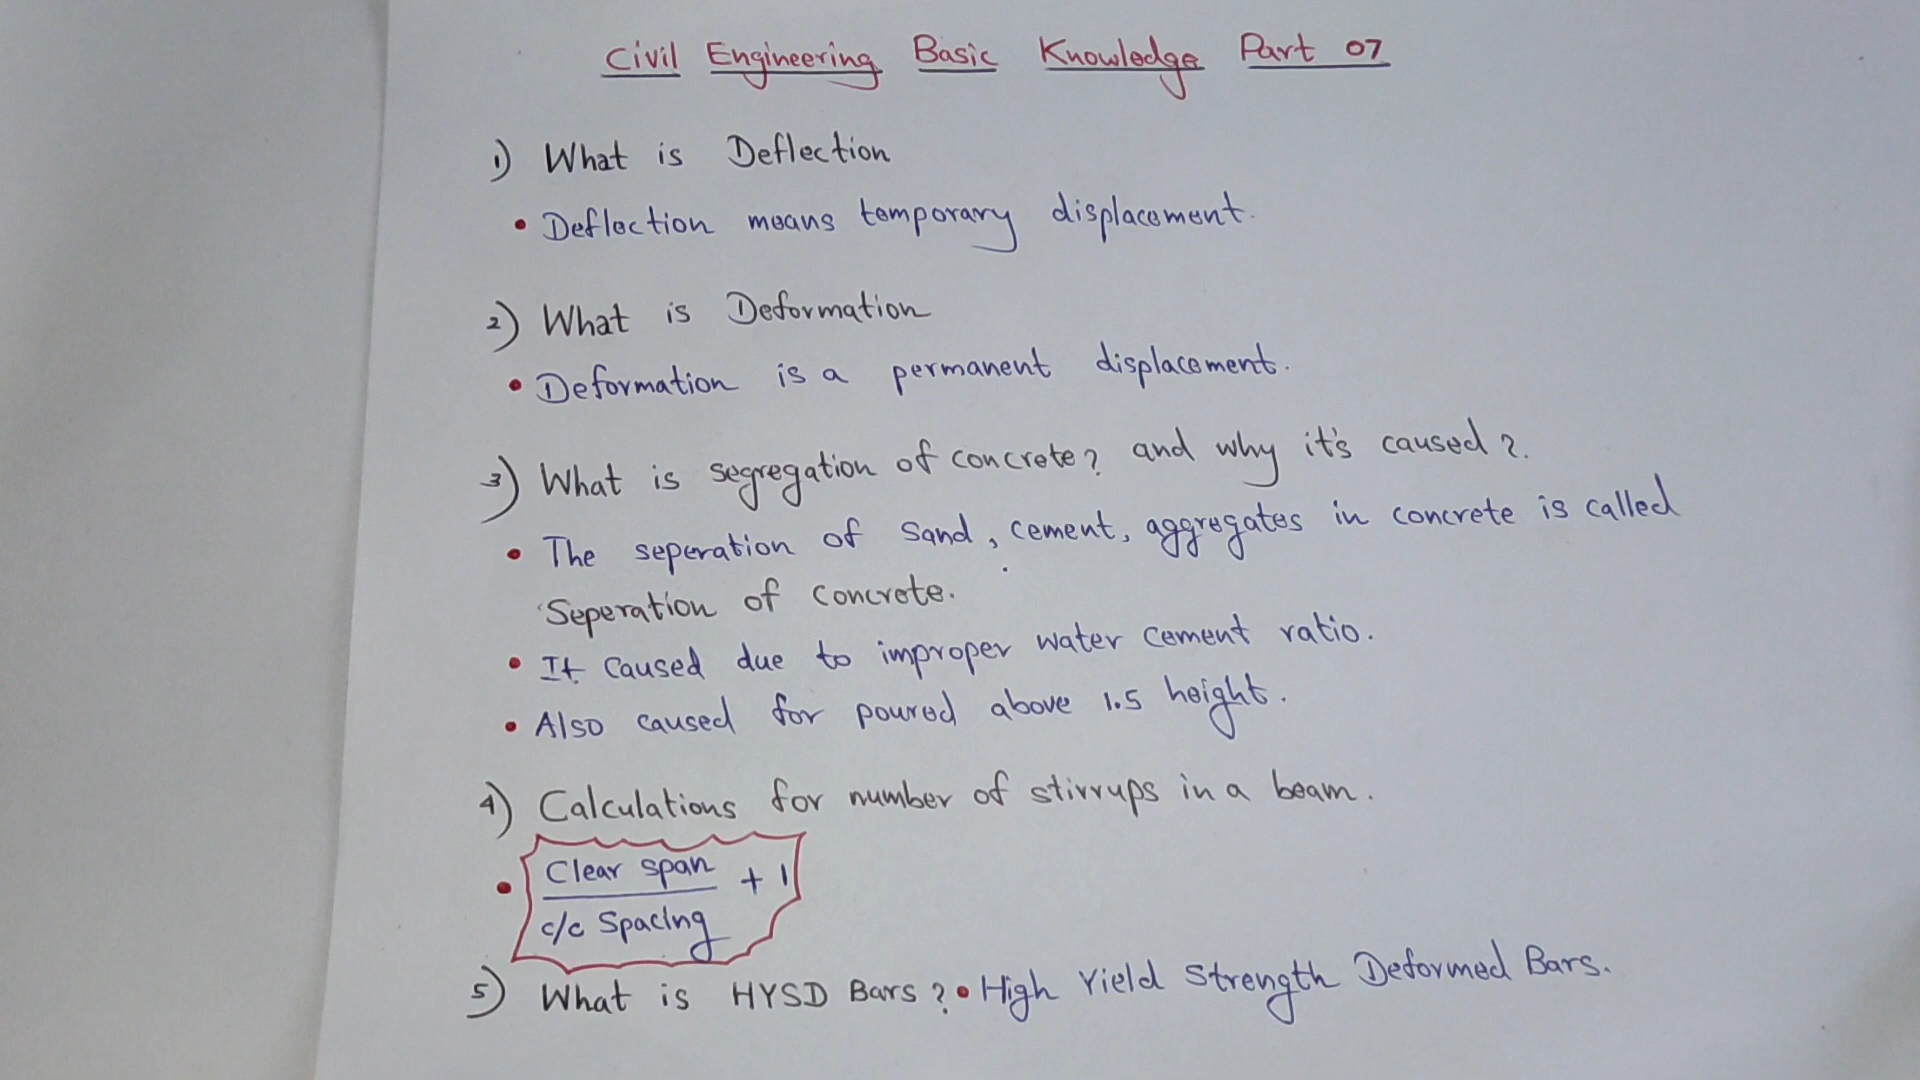 Civil Engineering Basic Knowledge Part 07
1) What is Deflection
• Deflection means temporary displacement.
2) What is Deformation
• Deformation is a permanent displacement.
3) What is segregation of concrete? and why it's caused?.
• The seperation of sand, cement, aggregates in concrete is called
Seperation of concrete.
• It caused due to improper water cement ratio.
• Also caused for poured above 1.5 height.
4) Calculations for number of stirrups in a beam.
• Clear span + 1
c/c Spacing
5) What is HYSD Bars? • High Yield Strength Deformed Bars.